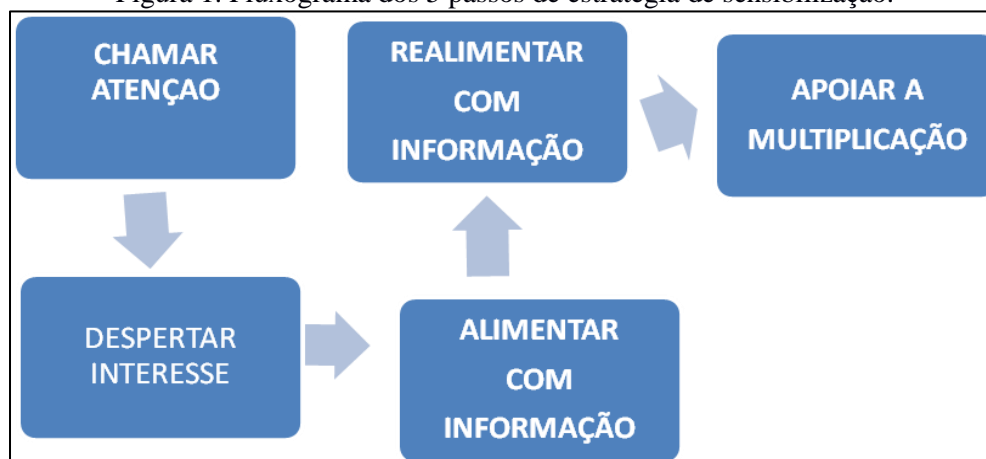 Figura 1. Fluxograma dos passos de estratégia de sensibilização.
CHAMAR
ATENÇAO
DESPERTAR
INTERESSE
ALIMENTAR
COM
INFORMAÇÃO
REALIMENTAR
COM
INFORMAÇÃO
APOIAR A
MULTIPLICAÇÃO